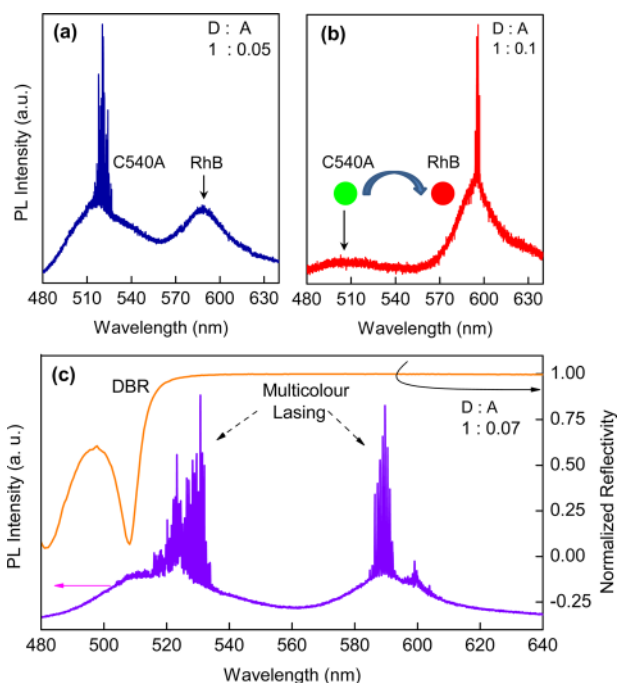 (a)
D : A
1 : 0.05
C540A
RhB
PL Intensity (a.u.)
480 510 540 570 600 630
Wavelength (nm)
(b)
D : A
1 : 0.1
C540A
RhB
480 510 540 570 600 630
Wavelength (nm)
(c)
DBR
Multicolour
Lasing
D : A
1 : 0.07
PL Intensity (a. u.)
1.00
0.75
0.50
0.25
0.00
-0.25
Normalized Reflectivity
480 500 520 540 560 580 600 620 640
Wavelength (nm)